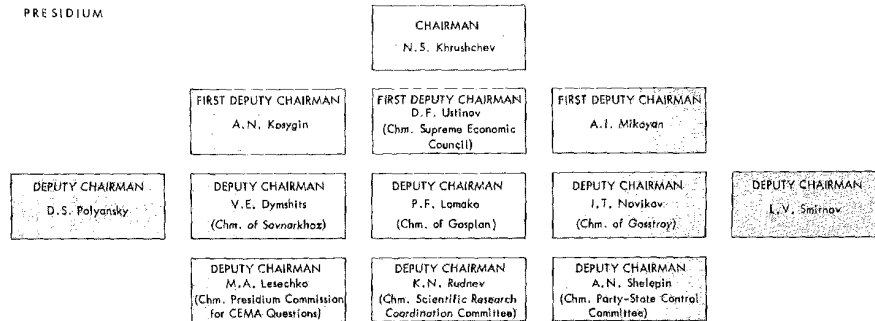 PRESIDIUM
CHAIRMAN
N.S. Khrushchev
FIRST DEPUTY CHAIRMAN
A.N. Kosygin
FIRST DEPUTY CHAIRMAN
D.F. Ustinov
(Chm. Supreme Economic
Council)
FIRST DEPUTY CHAIRMAN
A.I. Mikoyan
DEPUTY CHAIRMAN
D.S. Polyansky
DEPUTY CHAIRMAN
V.E. Dymshits
(Chm. of Sovnarkhoz)
DEPUTY CHAIRMAN
P.F. Lomako
(Chm. of Gosplan)
DEPUTY CHAIRMAN
I.T. Novikov
(Chm. of Gosstroy)
DEPUTY CHAIRMAN
L.V. Smirnov
DEPUTY CHAIRMAN
M.A. Lesechko
(Chm. Presidium Commission
for CEMA Questions)
DEPUTY CHAIRMAN
K.N. Rudnev
(Chm. Scientific Research
Coordination Committee)
DEPUTY CHAIRMAN
A.N. Shelepin
(Chm. Party-State Control
Committee)